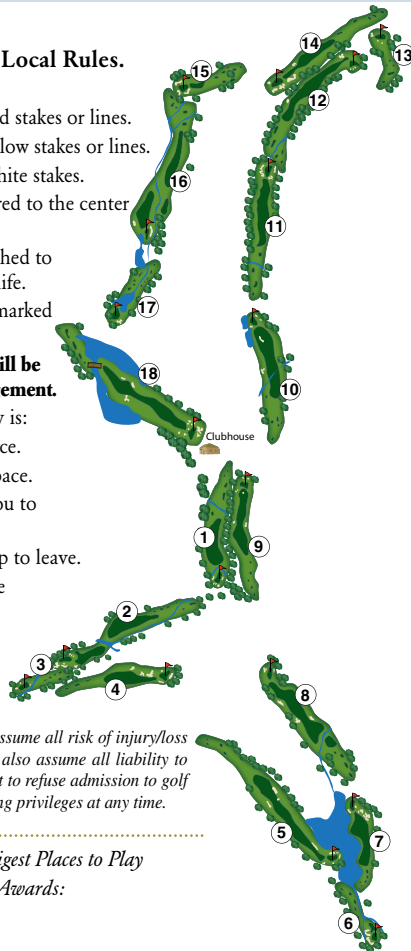 Local Rules.
d stakes or lines.
low stakes or lines.
hite stakes.
red to the center
hed to
ife.
marked
ill be
gement.
y is:
ce.
pace.
ou to
p to leave.
e
ssume all risk of injury/loss
also assume all liability to
t to refuse admission to golf
ng privileges at any time.
igest Places to Play
Awards:
14
13
15
12
16
11
17
18
10
Clubhouse
1
9
2
3
4
8
5
7
6